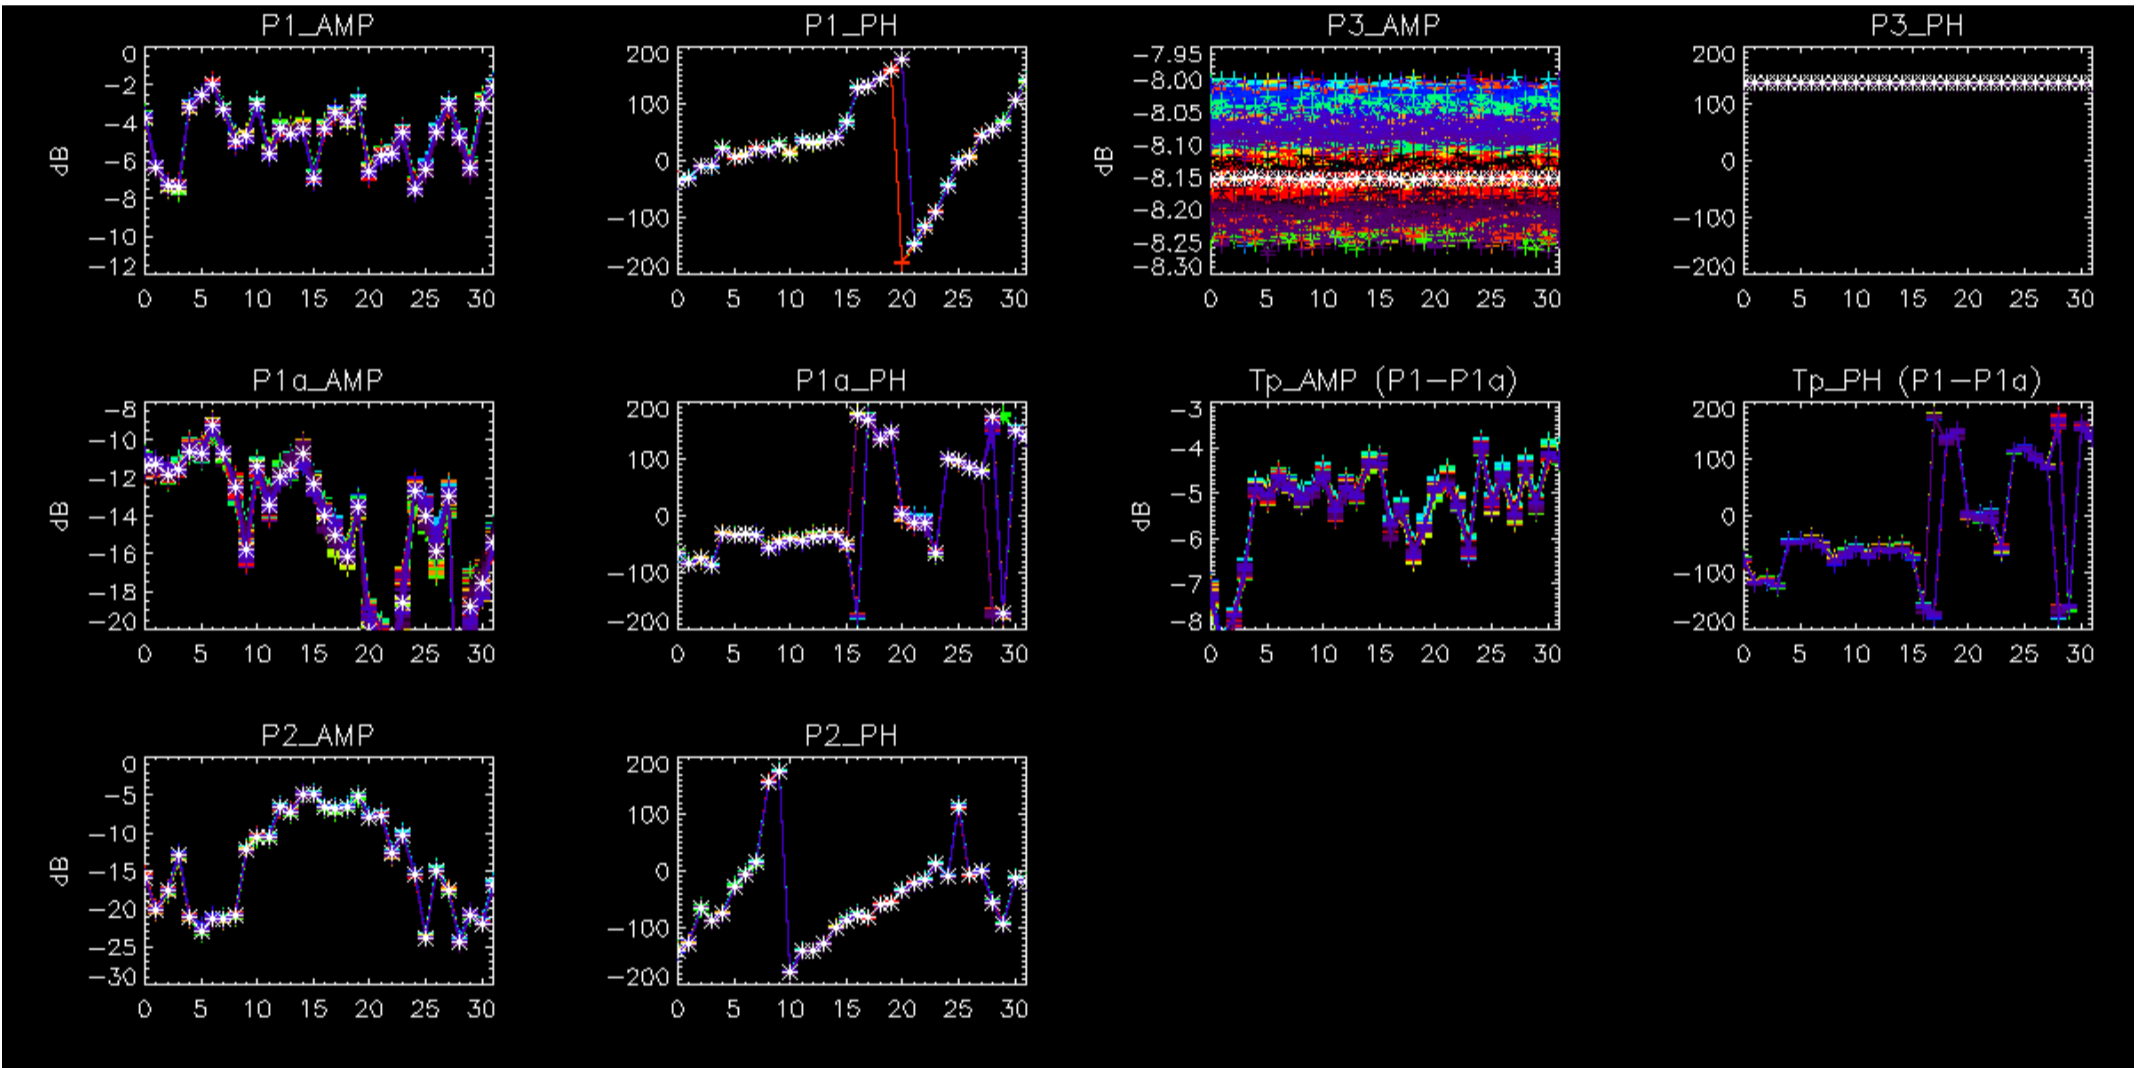 P1_AMP
P1_PH
P3_AMP
P3_PH
0
-2
-4
-6
-8
-10
-12
dB
0 5 10 15 20 25 30
200
100
0
-100
-200
0 5 10 15 20 25 30
-7.95
-8.00
-8.05
-8.10
-8.15
-8.20
-8.25
-8.30
dB
0 5 10 15 20 25 30
200
100
0
-100
-200
0 5 10 15 20 25 30
P1a_AMP
P1a_PH
Tp_AMP (P1-P1a)
Tp_PH (P1-P1a)
-8
-10
-12
-14
-16
-18
-20
dB
0 5 10 15 20 25 30
200
100
0
-100
-200
0 5 10 15 20 25 30
-3
-4
-5
-6
-7
-8
dB
0 5 10 15 20 25 30
200
100
0
-100
-200
0 5 10 15 20 25 30
P2_AMP
P2_PH
0
-5
-10
-15
-20
-25
-30
dB
0 5 10 15 20 25 30
200
100
0
-100
-200
0 5 10 15 20 25 30